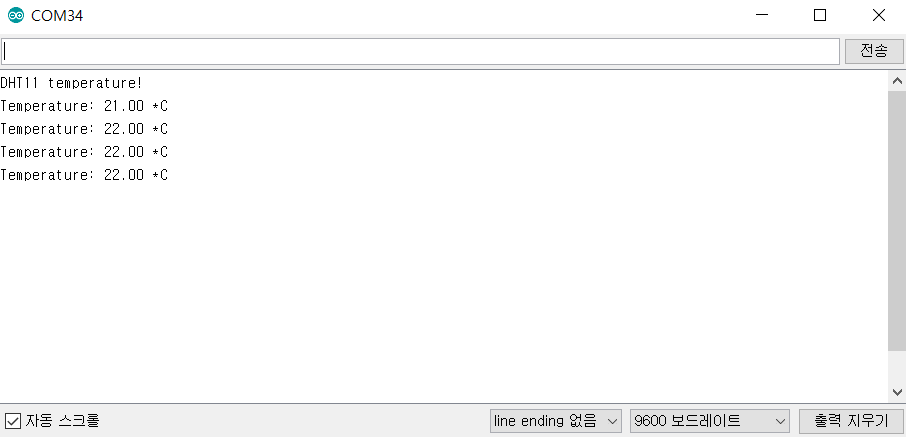 COM34
전송
DHT11 temperature!
Temperature: 21.00 *C
Temperature: 22.00 *C
Temperature: 22.00 *C
Temperature: 22.00 *C
자동 스크롤 line ending 없음 9600 보드레이트 출력 지우기